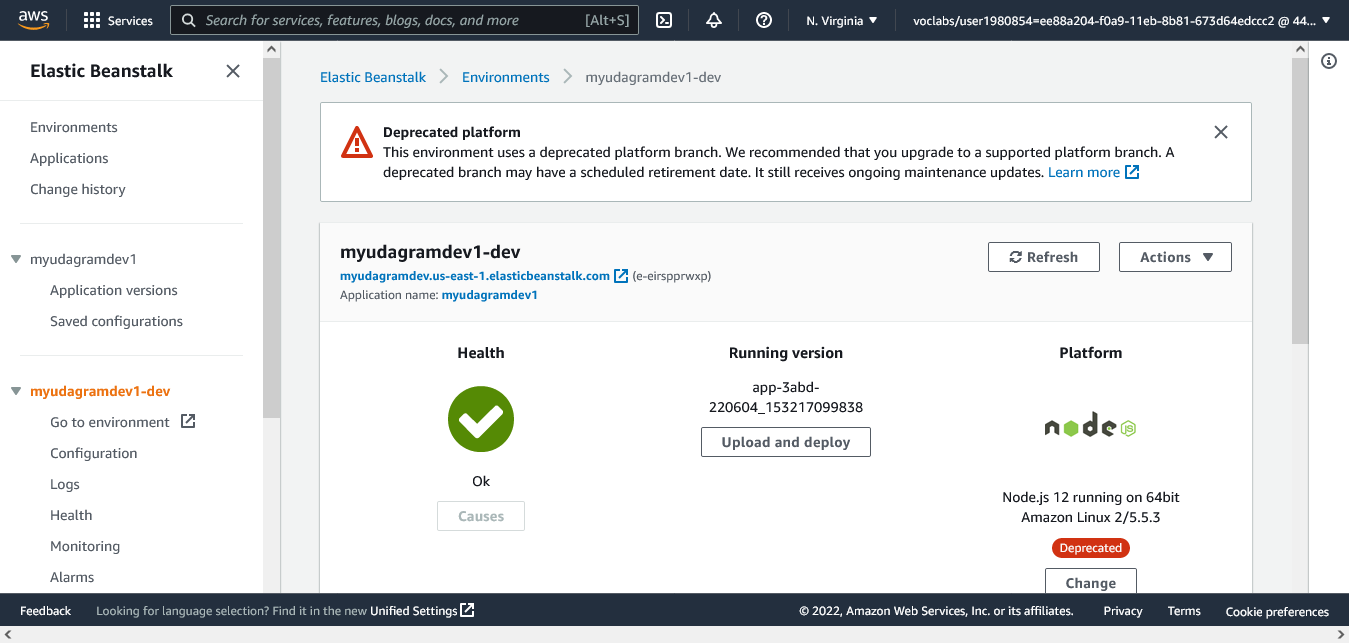 aws
Services
Search for services, features, blogs, docs, and more
[Alt+S]
N. Virginia
voclabs/user1980854=ee88a204-f0a9-11eb-8b81-673d64edccc2 @ 44...
Elastic Beanstalk
Environments
Applications
Change history
myudagramdev1
Application versions
Saved configurations
myudagramdev1-dev
Go to environment
Configuration
Logs
Health
Monitoring
Alarms
Elastic Beanstalk
Environments
myudagramdev1-dev
Deprecated platform
This environment uses a deprecated platform branch. We recommended that you upgrade to a supported platform branch. A
deprecated branch may have a scheduled retirement date. It still receives ongoing maintenance updates. Learn more
myudagramdev1-dev
myudagramdev.us-east-1.elasticbeanstalk.com (e-eirspprwxp)
Application name: myudagramdev1
Refresh
Actions
Health
Ok
Causes
Running version
app-3abd-
220604_153217099838
Upload and deploy
Platform
node JS
Node.js 12 running on 64bit
Amazon Linux 2/5.5.3
Deprecated
Change
Feedback
Looking for language selection? Find it in the new Unified Settings
© 2022, Amazon Web Services, Inc. or its affiliates.
Privacy
Terms
Cookie preferences